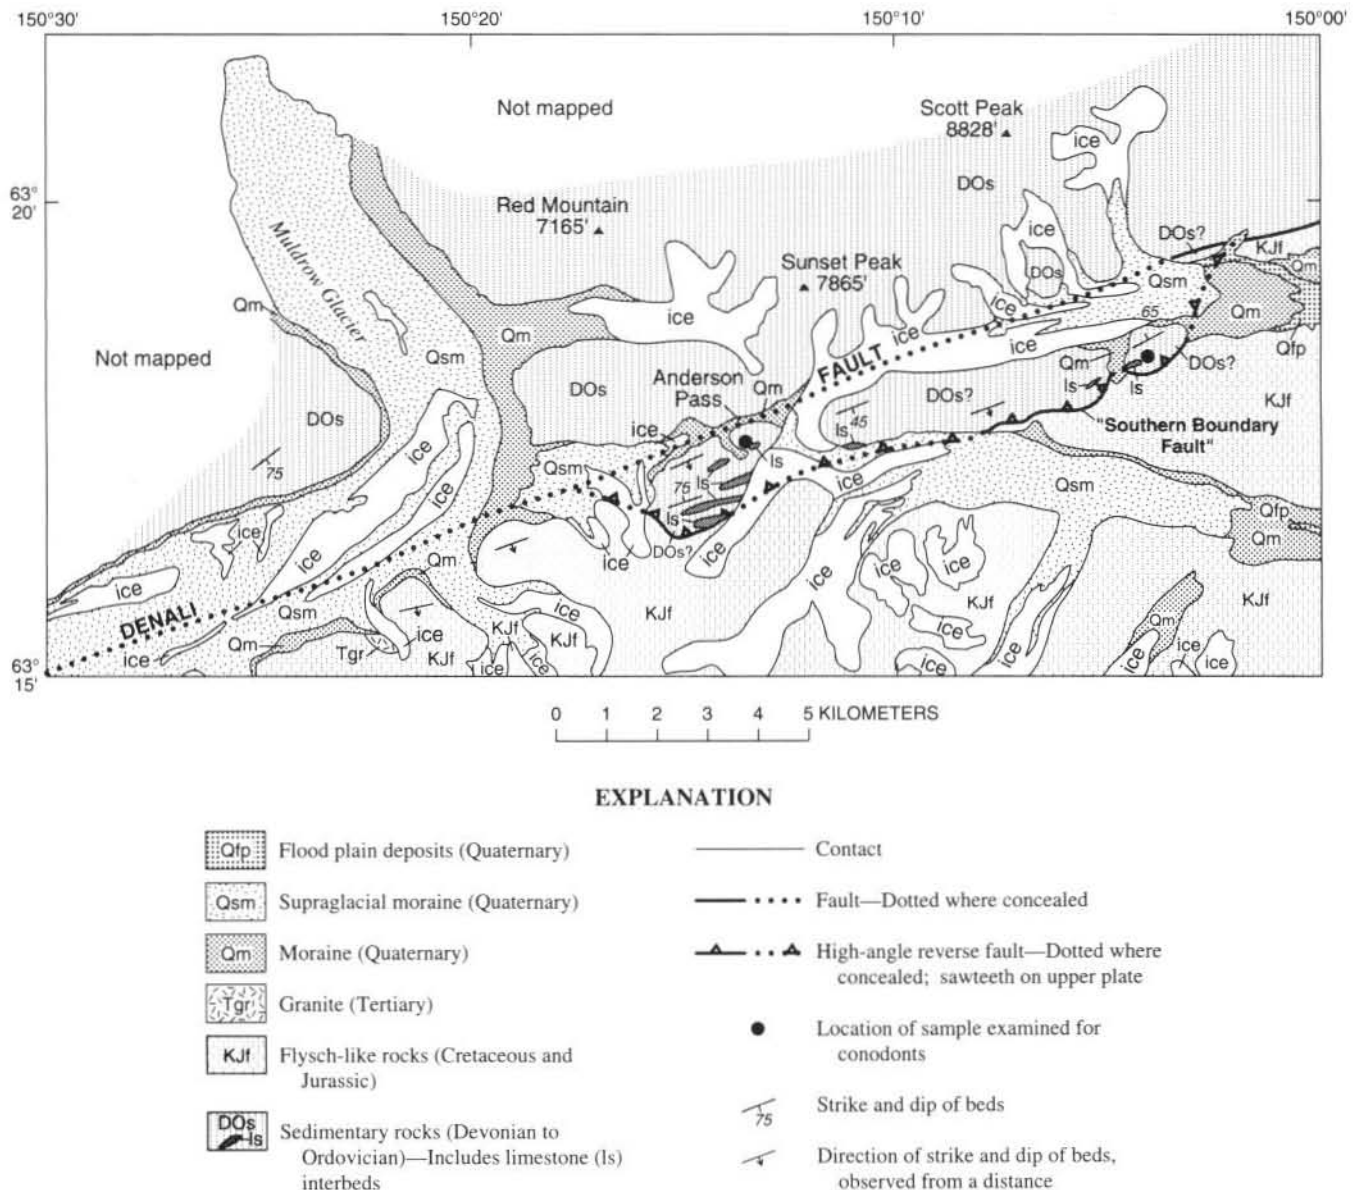 150°30' 150°20' 150°10' 150°00'
Not mapped
Scott Peak
8828'
ice
DOs
63°
20'
Red Mountain
7165'
ice
DOs?
KJf
Muldrow Glacier
Sunset Peak
7865'
DOs
Qsm
Qm
Qm
ice
65
Qm
Qm
ice
ice
ice
Qfp
Not mapped
Qsm
FAULT
Qm
DOs?
DOs
Anderson
Pass
Qm
DOs?
ls
ls
KJf
DOs
45
"Southern Boundary
Fault"
ice
ls
ice
75
Qsm
ls
ice
Qsm
ice
75
ls
ls
Qfp
ice
DOs?
ice
Qm
ice
Qm
ice
ice
ice
ice
DENALI
Qsm
ice
KJf
KJf
KJf
Qm
ice
Qm
ice
KJf
KJf
ice
ice
Tgr
KJf
ice
ice
ice
ice
ice
ice
ice
63°
15'
0 1 2 3 4 5 KILOMETERS
EXPLANATION
Qfp Flood plain deposits (Quaternary)
Qsm Supraglacial moraine (Quaternary)
Qm Moraine (Quaternary)
Tgr Granite (Tertiary)
KJf Flysch-like rocks (Cretaceous and
Jurassic)
DOs
ls Sedimentary rocks (Devonian to
Ordovician)—Includes limestone (ls)
interbeds
Contact
Fault—Dotted where concealed
High-angle reverse fault—Dotted where
concealed; sawteeth on upper plate
Location of sample examined for
conodonts
75 Strike and dip of beds
Direction of strike and dip of beds,
observed from a distance